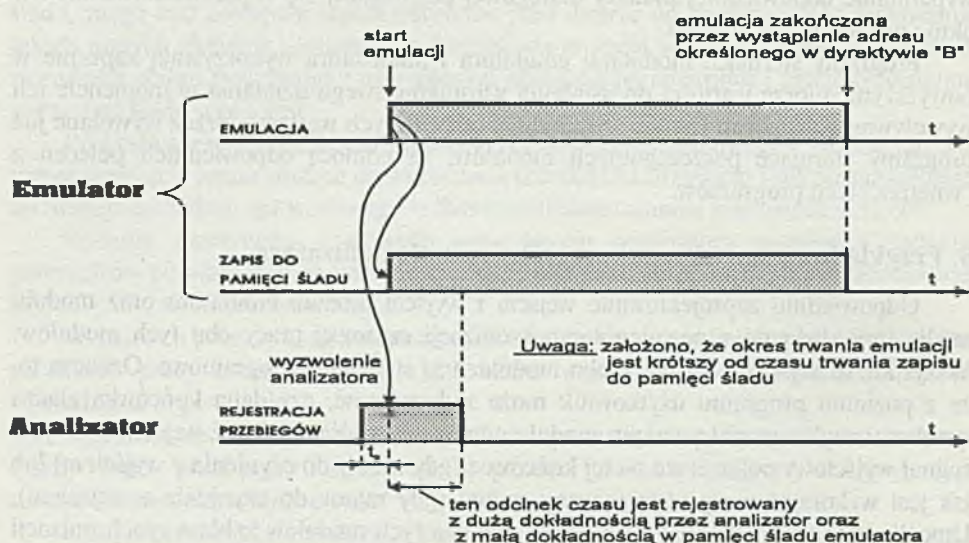 start
emulacji
emulacja zakończona
przez wystąplenie adresu
określonego w dyrektywie "B"
EMULACJA
t
Emulator
ZAPIS DO
PAMIĘCI ŚLADU
t
wyzwolenie
analizatora
Uwaga: założono, że okres trwania emulacji
jest krótszy od czasu trwania zapisu
do pamięci śladu
Analizator
REJESTRACJA
PRZEBIEGÓW
t
ten odcinek czasu jest rejestrowany
z dużą dokładnością przez analizator oraz
z małą dokładnością w pamięci śladu emulatora